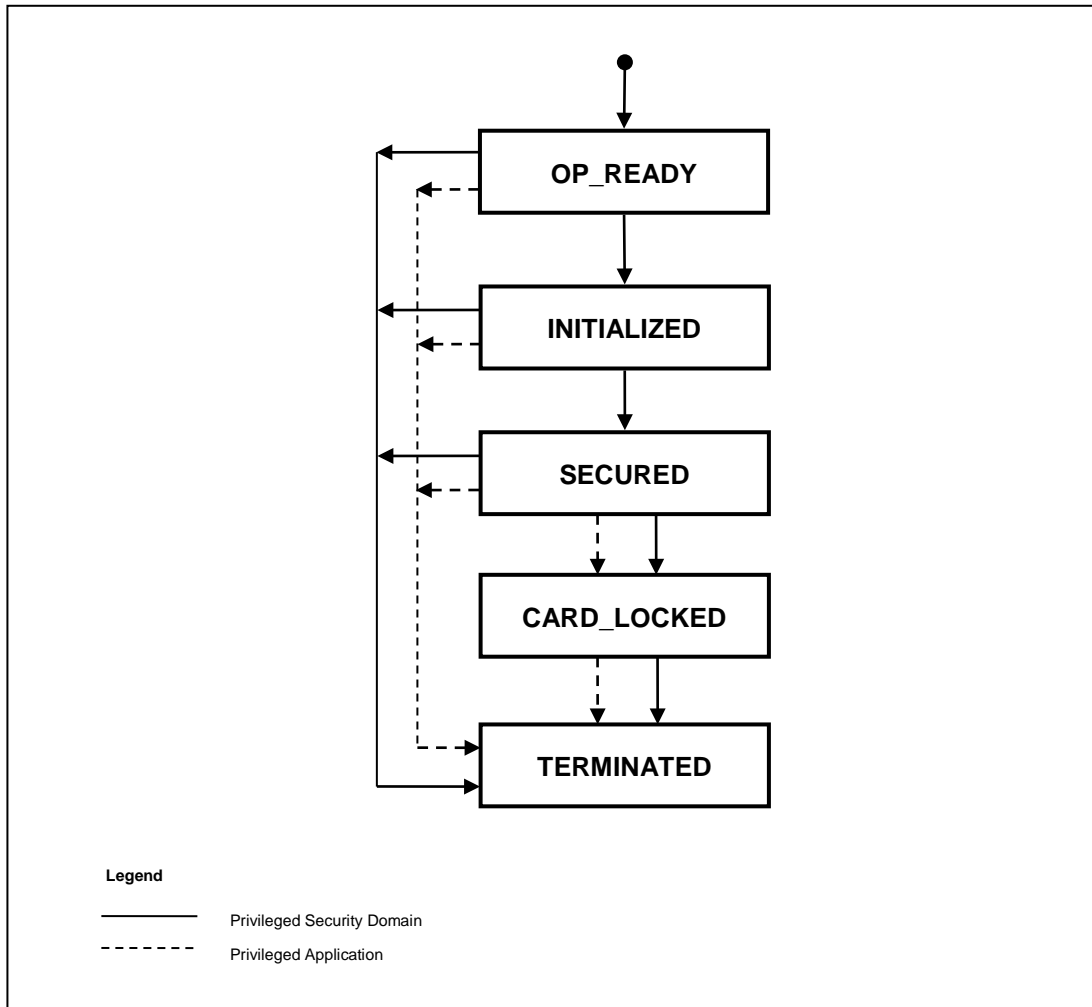 OP_READY
INITIALIZED
SECURED
CARD_LOCKED
TERMINATED
Legend
Privileged Security Domain
Privileged Application